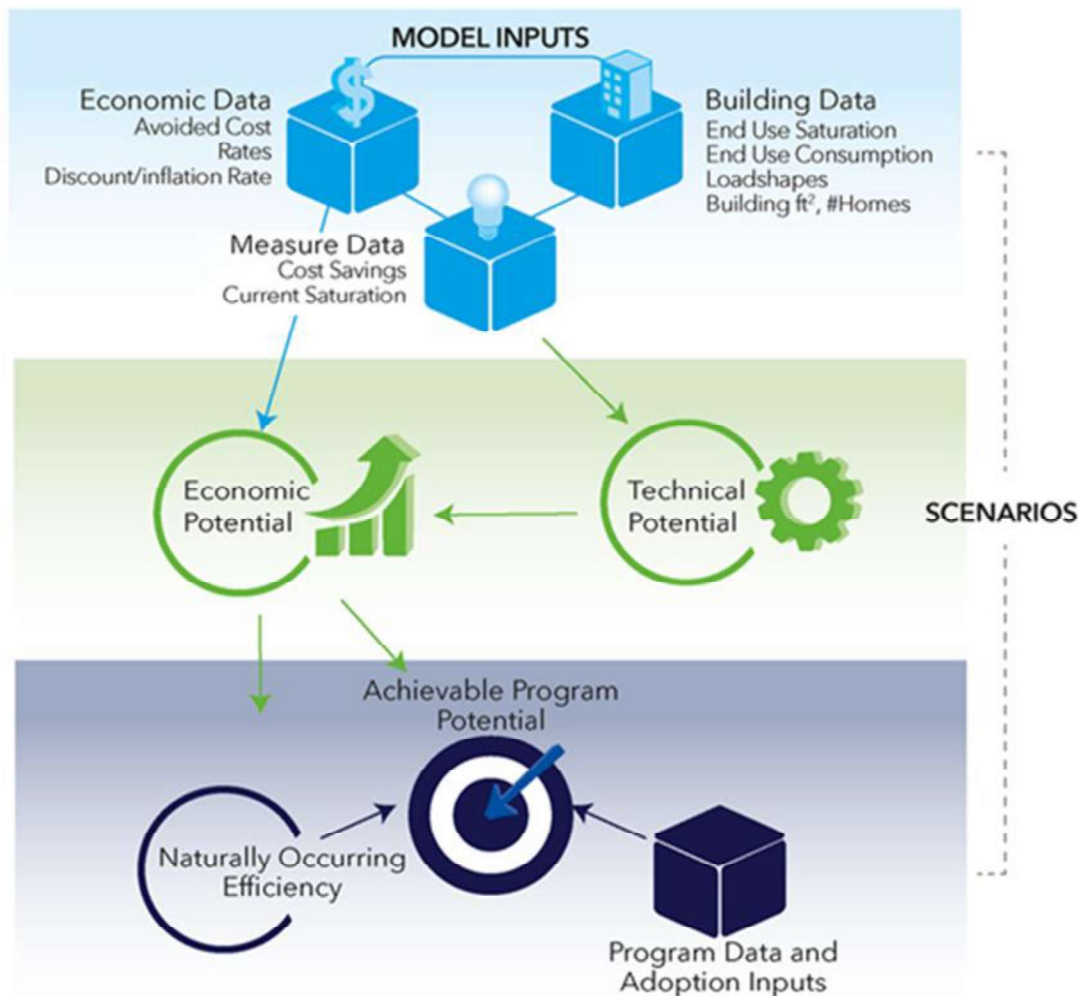 MODEL INPUTS
Economic Data
Avoided Cost
Rates
Discount/inflation Rate
Building Data
End Use Saturation
End Use Consumption
Loadshapes
Building ft², #Homes
Measure Data
Cost Savings
Current Saturation
Economic
Potential
Technical
Potential
SCENARIOS
Achievable Program
Potential
Naturally Occurring
Efficiency
Program Data and
Adoption Inputs